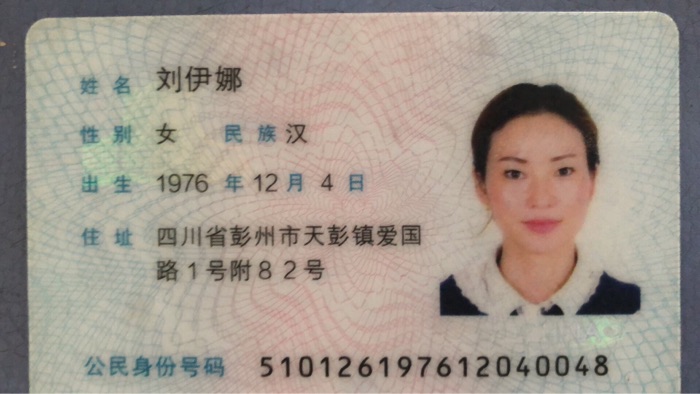 姓名 刘伊娜
性别 女 民族 汉
出生 1976 年 12 月 4 日
住址 四川省彭州市天彭镇爱国
路1号附82号
公民身份号码 510126197612040048